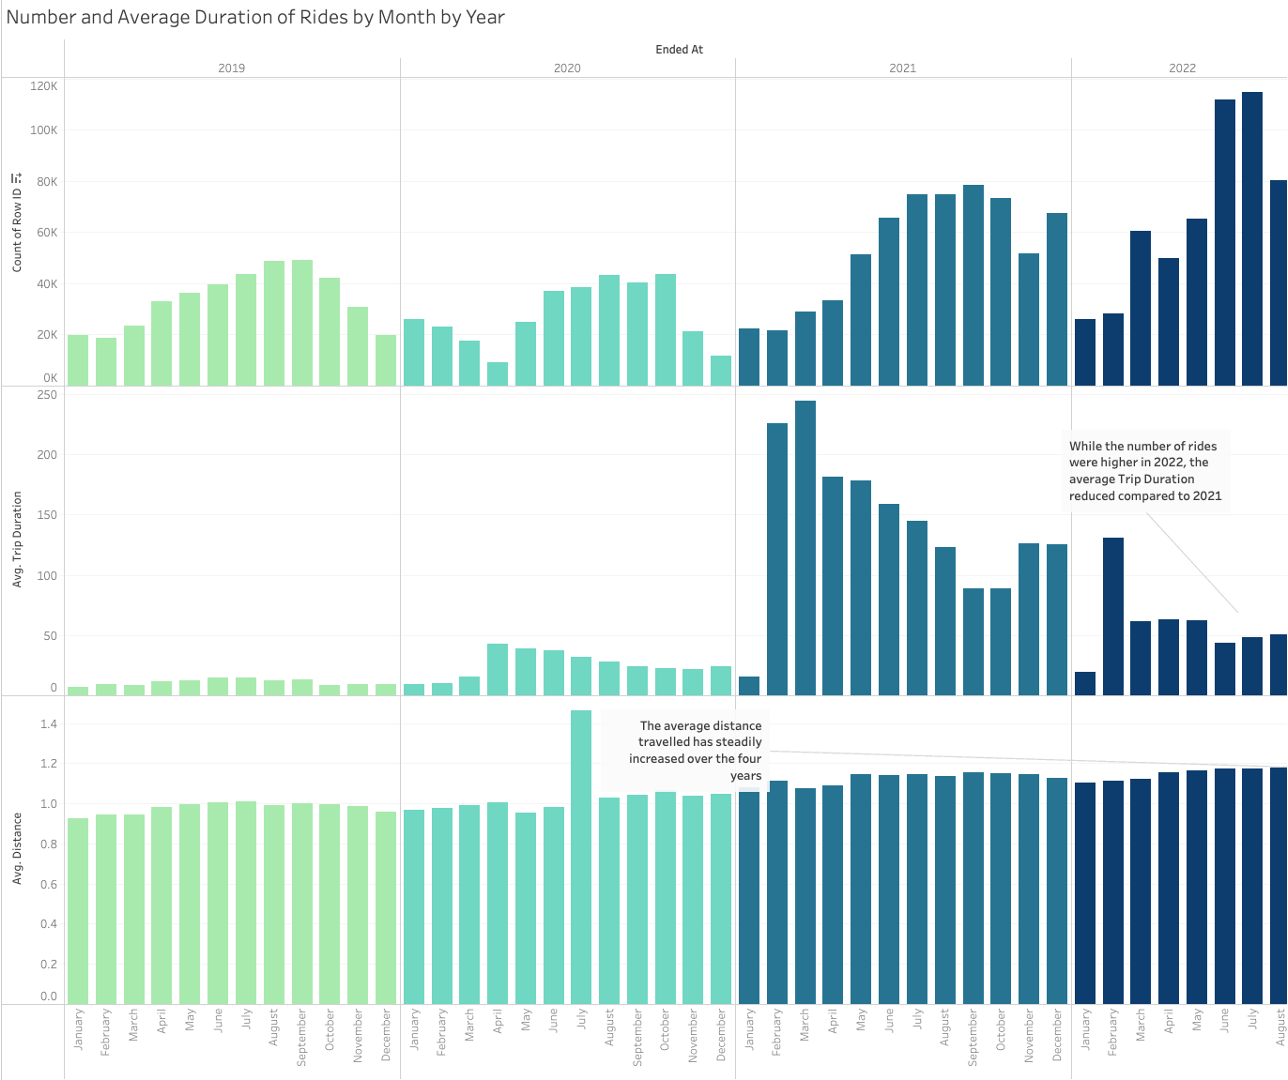 Number and Average Duration of Rides by Month by Year
Ended At
2019
2020
2021
2022
Count of Row ID
120K
100K
80K
60K
40K
20K
0K
Avg. Trip Duration
250
200
150
100
50
0
While the number of rides
were higher in 2022, the
average Trip Duration
reduced compared to 2021
Avg. Distance
1.4
1.2
1.0
0.8
0.6
0.4
0.2
0.0
The average distance
travelled has steadily
increased over the four
years
January
February
March
April
May
June
July
August
September
October
November
December
January
February
March
April
May
June
July
August
September
October
November
December
January
February
March
April
May
June
July
August
September
October
November
December
January
February
March
April
May
June
July
August